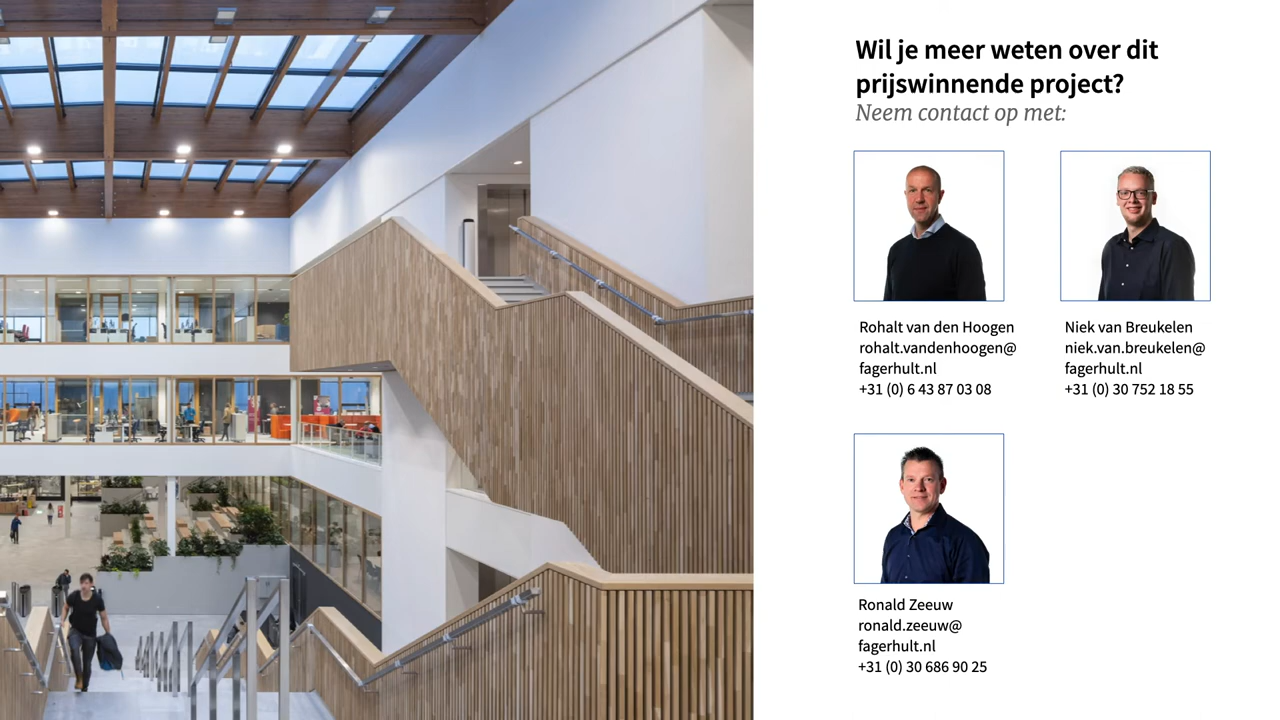 Wil je meer weten over dit
prijswinnende project?
Neem contact op met:
Rohalt van den Hoogen
rohalt.vandenhoogen@
fagerhult.nl
+31 (0) 6 43 87 03 08
Niek van Breukelen
niek.van.breukelen@
fagerhult.nl
+31 (0) 30 752 18 55
Ronald Zeeuw
ronald.zeeuw@
fagerhult.nl
+31 (0) 30 686 90 25